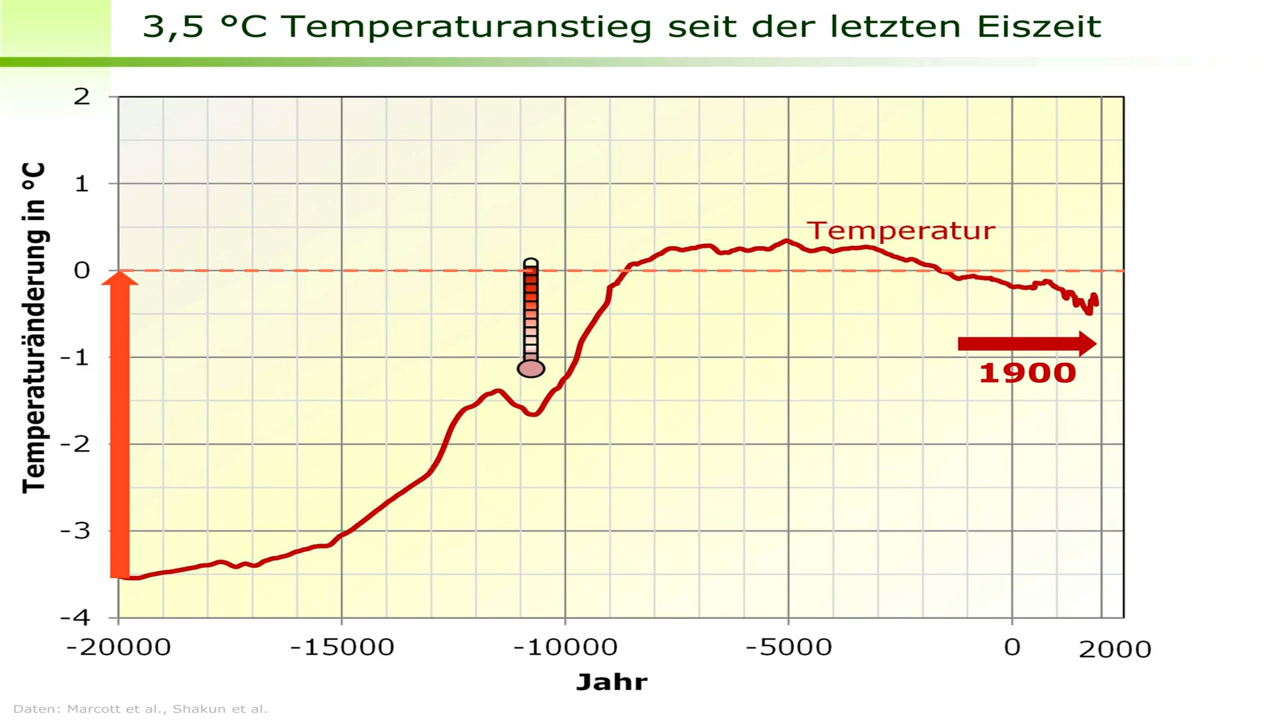 3,5 °C Temperaturanstieg seit der letzten Eiszeit
Temperaturänderung in °C
2
1
0
-1
-2
-3
-4
Temperatur
1900
-20000
-15000
-10000
-5000
0
2000
Jahr
Daten: Marcott et al., Shakun et al.